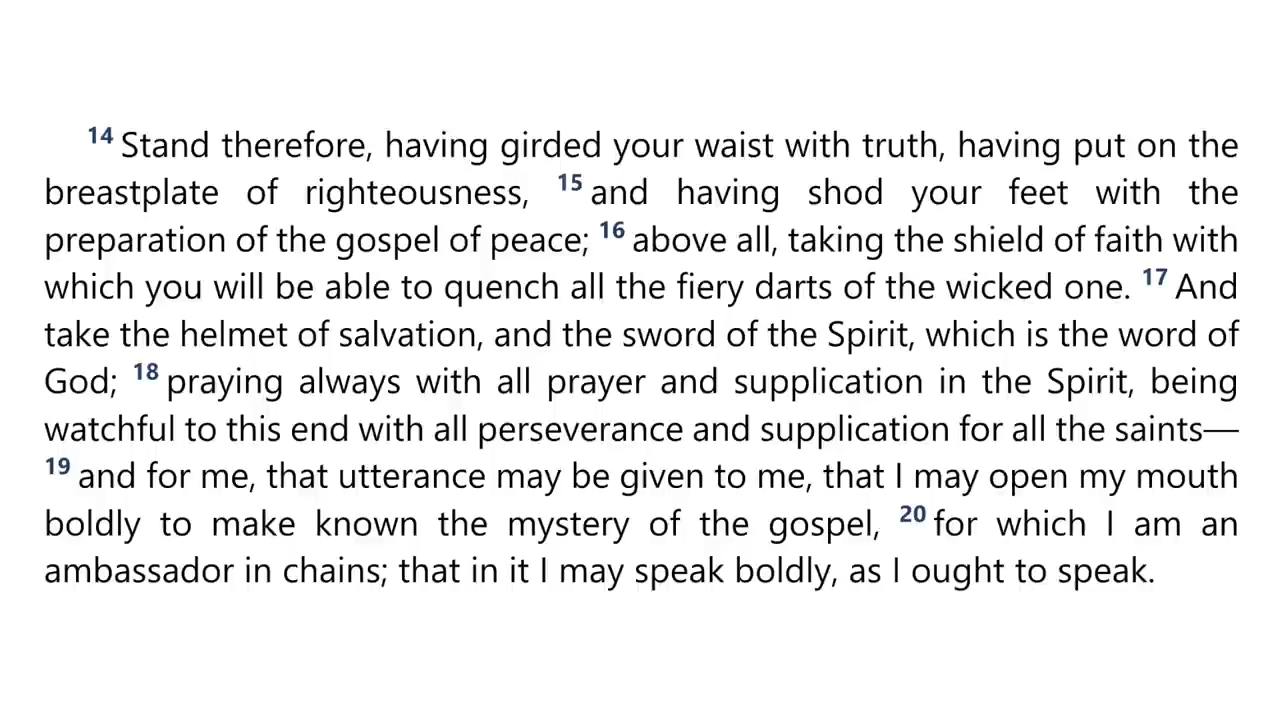 14 Stand therefore, having girded your waist with truth, having put on the
breastplate of righteousness, 15 and having shod your feet with the
preparation of the gospel of peace; 16 above all, taking the shield of faith with
which you will be able to quench all the fiery darts of the wicked one. 17 And
take the helmet of salvation, and the sword of the Spirit, which is the word of
God; 18 praying always with all prayer and supplication in the Spirit, being
watchful to this end with all perseverance and supplication for all the saints—
19 and for me, that utterance may be given to me, that I may open my mouth
boldly to make known the mystery of the gospel, 20 for which I am an
ambassador in chains; that in it I may speak boldly, as I ought to speak.